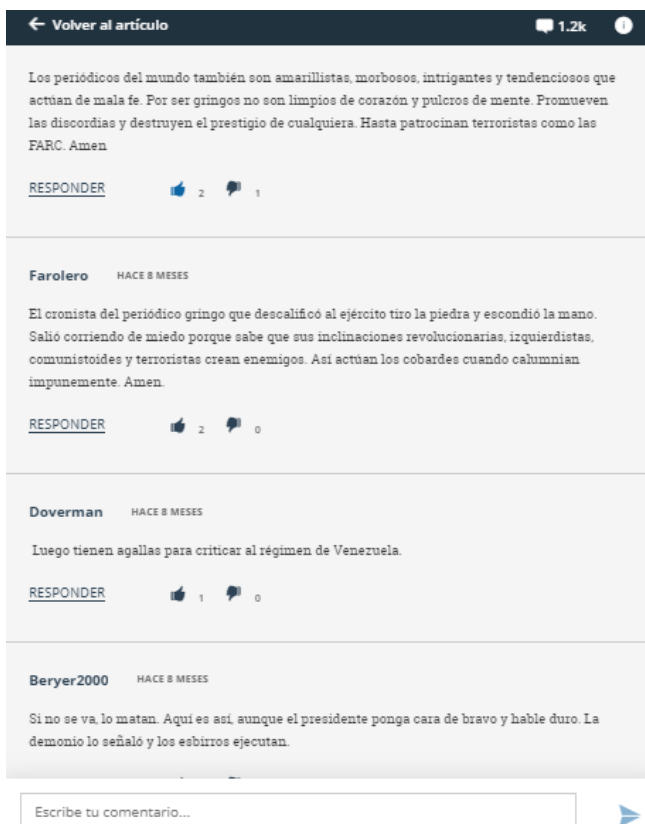 ← Volver al artículo 1.2k i
Los periódicos del mundo también son amarillistas, morbosos, intrigantes y tendenciosos que
actúan de mala fe. Por ser gringos no son limpios de corazón y pulcros de mente. Promueven
las discordias y destruyen el prestigio de cualquiera. Hasta patrocinan terroristas como las
FARC. Amen
RESPONDER 2 1
Farolero HACE 8 MESES
El cronista del periódico gringo que descalificó al ejército tiro la piedra y escondió la mano.
Salió corriendo de miedo porque sabe que sus inclinaciones revolucionarias, izquierdistas,
comunistoides y terroristas crean enemigos. Así actúan los cobardes cuando calumnian
impunemente. Amen.
RESPONDER 2 0
Doverman HACE 8 MESES
Luego tienen agallas para criticar al régimen de Venezuela.
RESPONDER 1 0
Beryer2000 HACE 8 MESES
Si no se va, lo matan. Aquí es así, aunque el presidente ponga cara de bravo y hable duro. La
demonio lo señaló y los esbirros ejecutan.
Escribe tu comentario...